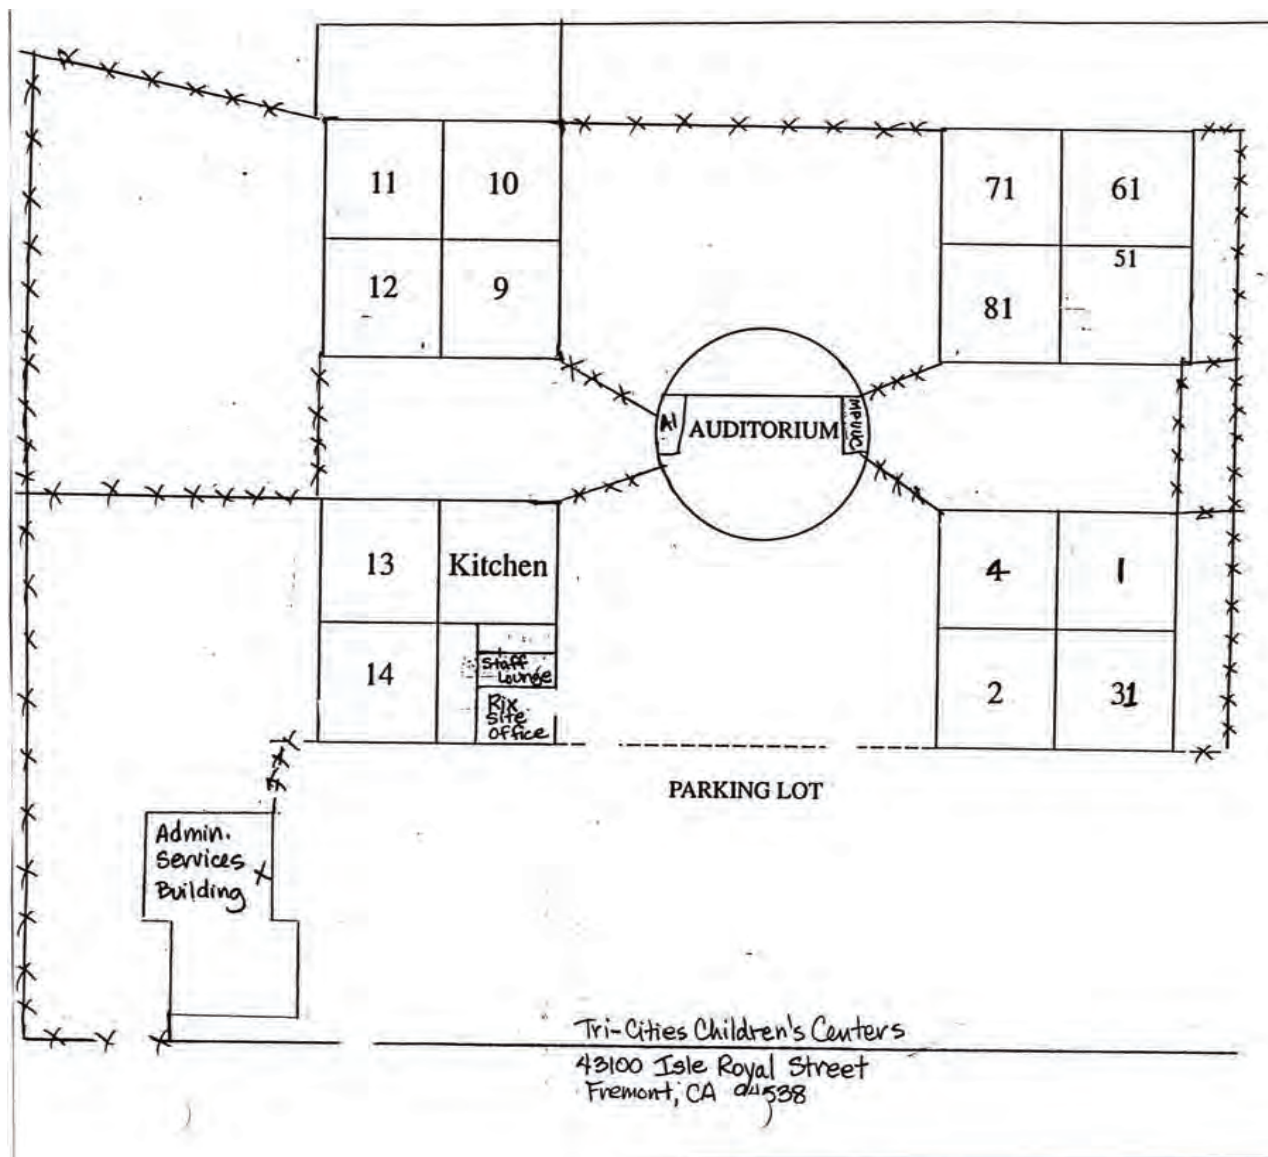 11 10
71 61
12 9
51
81
A1 AUDITORIUM
13 Kitchen
4 1
14
Staff
Lounge
Rix
Site
Office
2 31
PARKING LOT
Admin.
Services
Building
Tri-Cities Children's Centers
43100 Isle Royal Street
Fremont, CA 94538